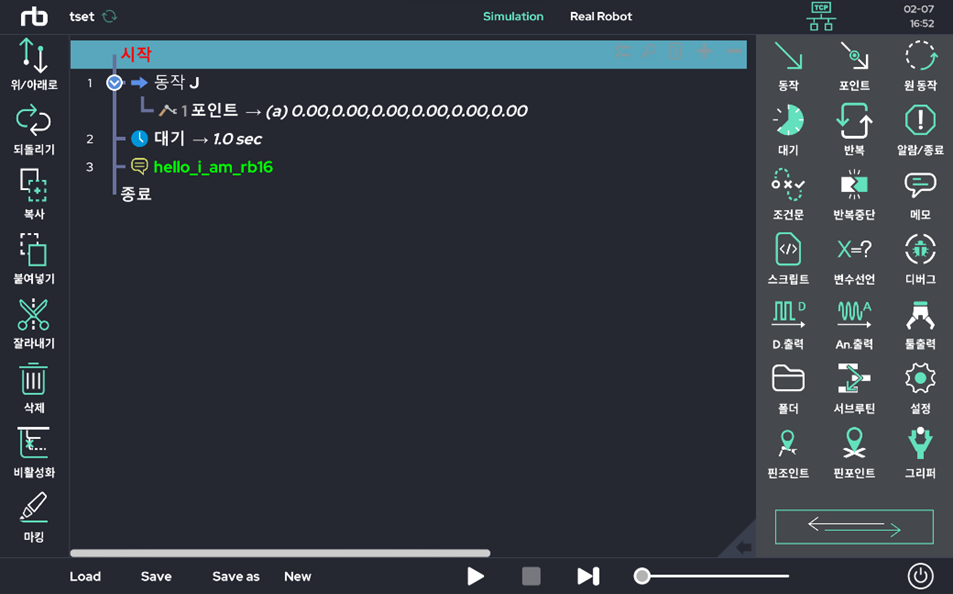 rb tset Simulation Real Robot TCP 02-07
16:52
위/아래로
되돌리기
복사
붙여넣기
잘라내기
삭제
비활성화
마킹
시작
1 동작 J
1 포인트 → (a) 0.00,0.00,0.00,0.00,0.00,0.00
2 대기 → 1.0 sec
3 hello_i_am_rb16
종료
동작 포인트 원 동작
대기 반복 알람/종료
조건문 반복중단 메모
</> X=?
스크립트 변수선언 디버그
D A
D.출력 An.출력 툴출력
폴더 서브루틴 설정
핀조인트 핀포인트 그리퍼
Load Save Save as New